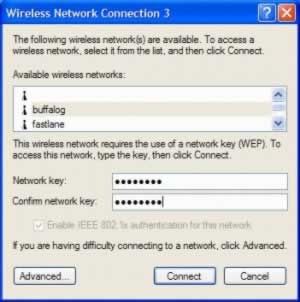 Wireless Network Connection 3
The following wireless network(s) are available. To access a
wireless network, select it from the list, and then click Connect.
Available wireless networks:
buffalog
fastlane
This wireless network requires the use of a network key (WEP). To
access this network, type the key, then click Connect.
Network key: ••••••••
Confirm network key: ••••••••
Enable IEEE 802.1x authentication for this network
If you are having difficulty connecting to a network, click Advanced.
Advanced... Connect Cancel